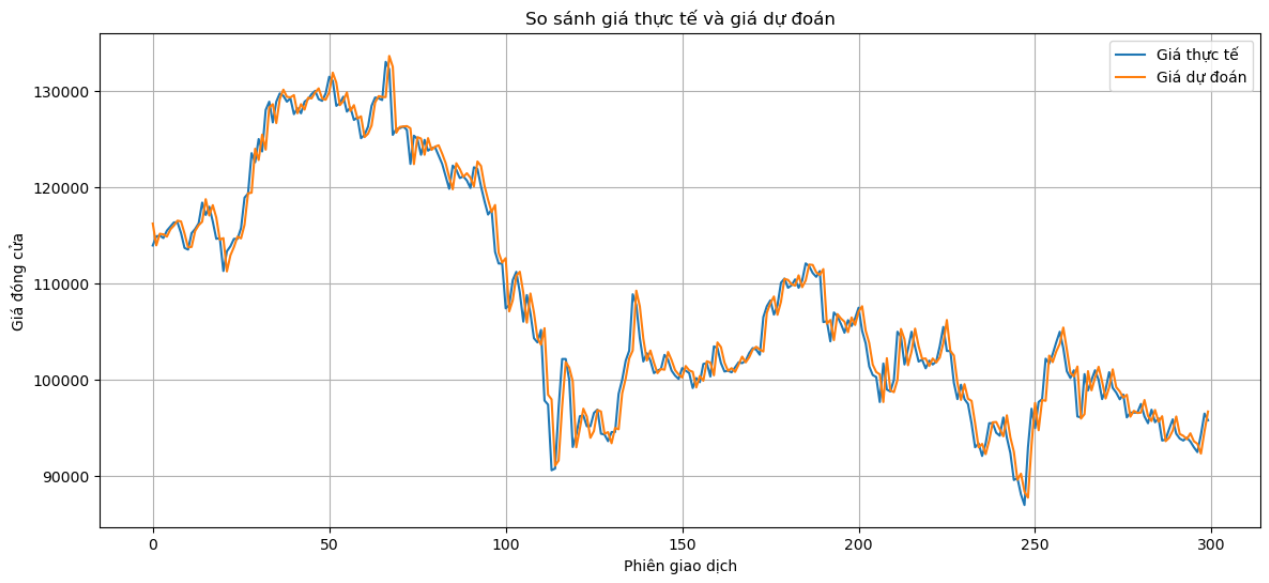 So sánh giá thực tế và giá dự đoán
Giá thực tế
Giá dự đoán
Giá đóng cửa
130000
120000
110000
100000
90000
0 50 100 150 200 250 300
Phiên giao dịch